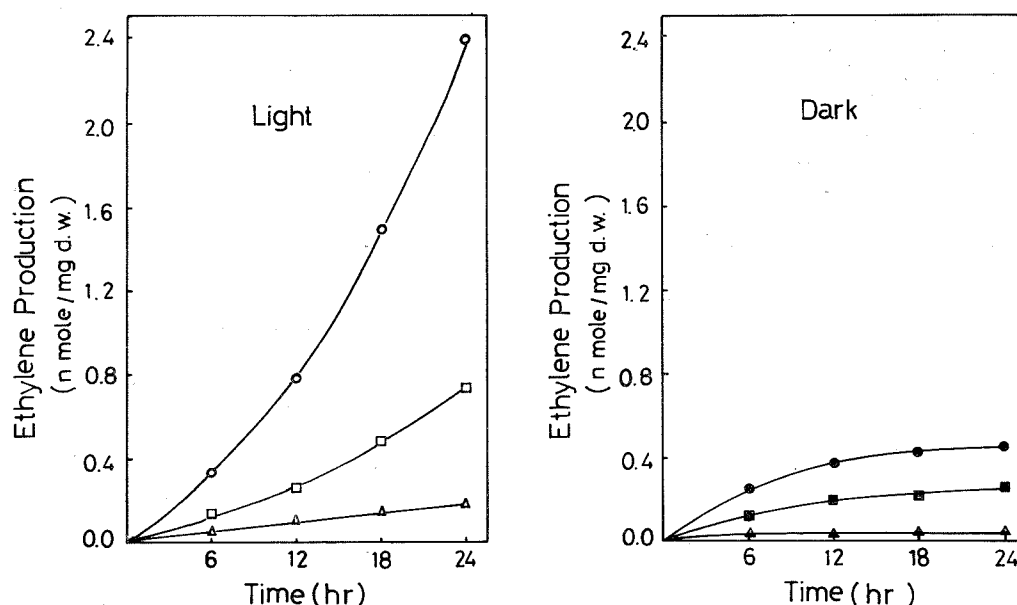 Ethylene Production
(n mole/mg d.w.)
2.4
2.0
1.6
1.2
0.8
0.4
0.0
Light
6 12 18 24
Time (hr)
Ethylene Production
(n mole/mg d.w.)
2.4
2.0
1.6
1.2
0.8
0.4
0.0
Dark
6 12 18 24
Time (hr)